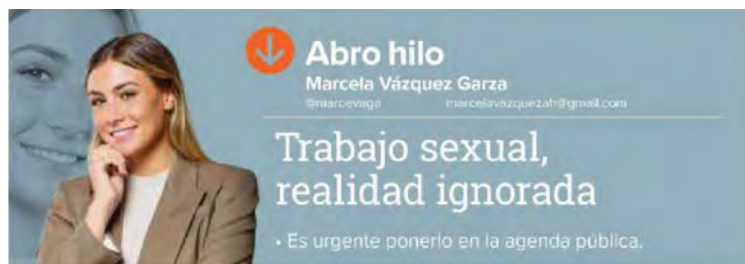 Abro hilo
Marcela Vázquez Garza
@marcevaga marcelavazquezah@gmail.com
Trabajo sexual,
realidad ignorada
• Es urgente ponerlo en la agenda pública.